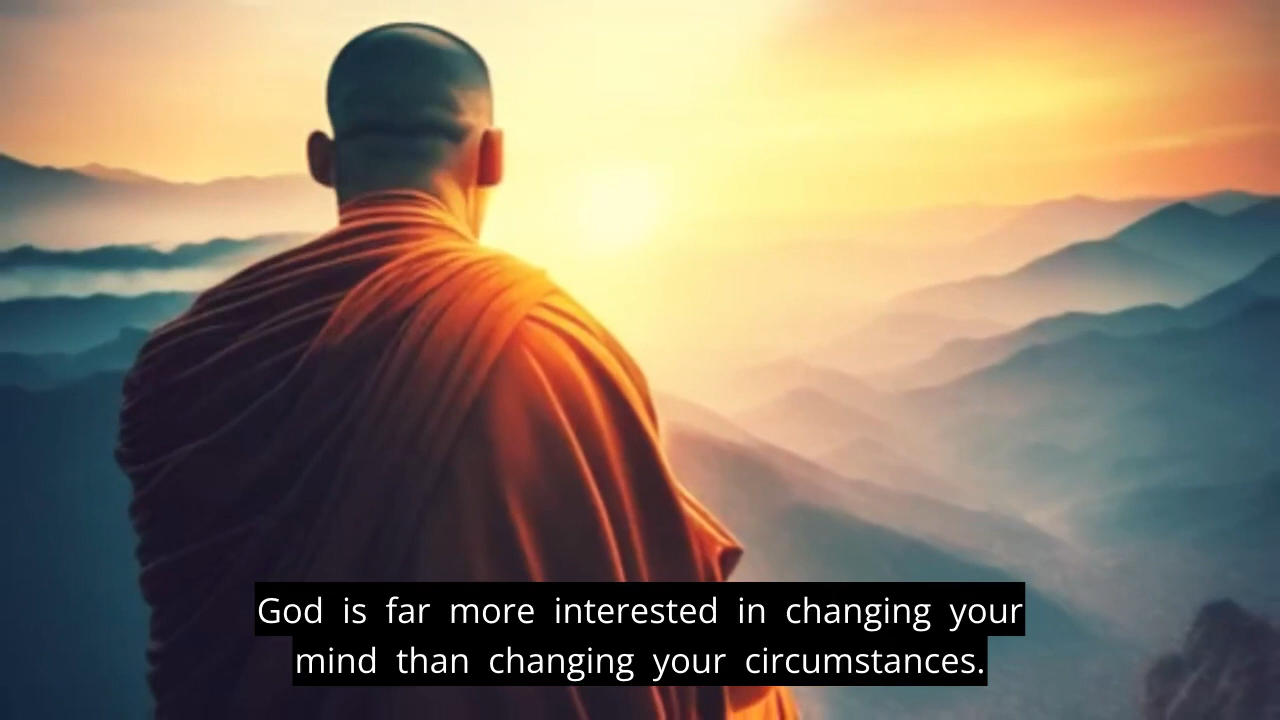 God is far more interested in changing your
mind than changing your circumstances.